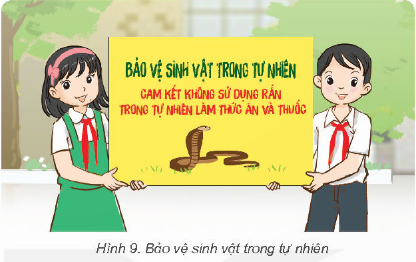 BẢO VỆ SINH VẬT TRONG TỰ NHIÊN
CAM KẾT KHÔNG SỬ DỤNG RẮN
TRONG TỰ NHIÊN LÀM THỨC ĂN VÀ THUỐC
Hình 9. Bảo vệ sinh vật trong tự nhiên